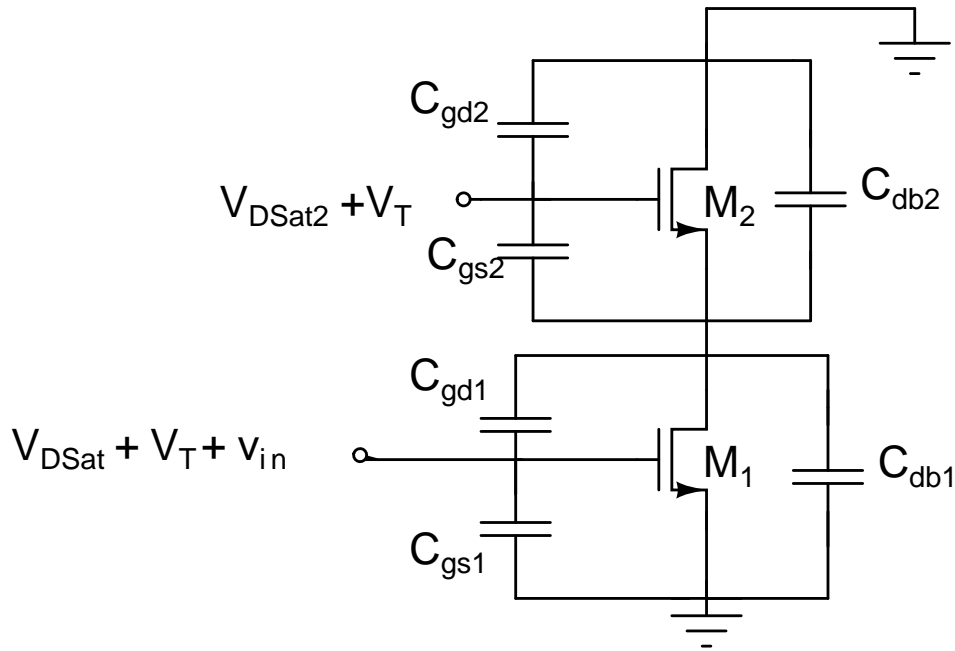 C_gd2
V_DSat2 + V_T
M_2
C_db2
C_gs2
C_gd1
V_DSat + V_T + v_in
M_1
C_db1
C_gs1